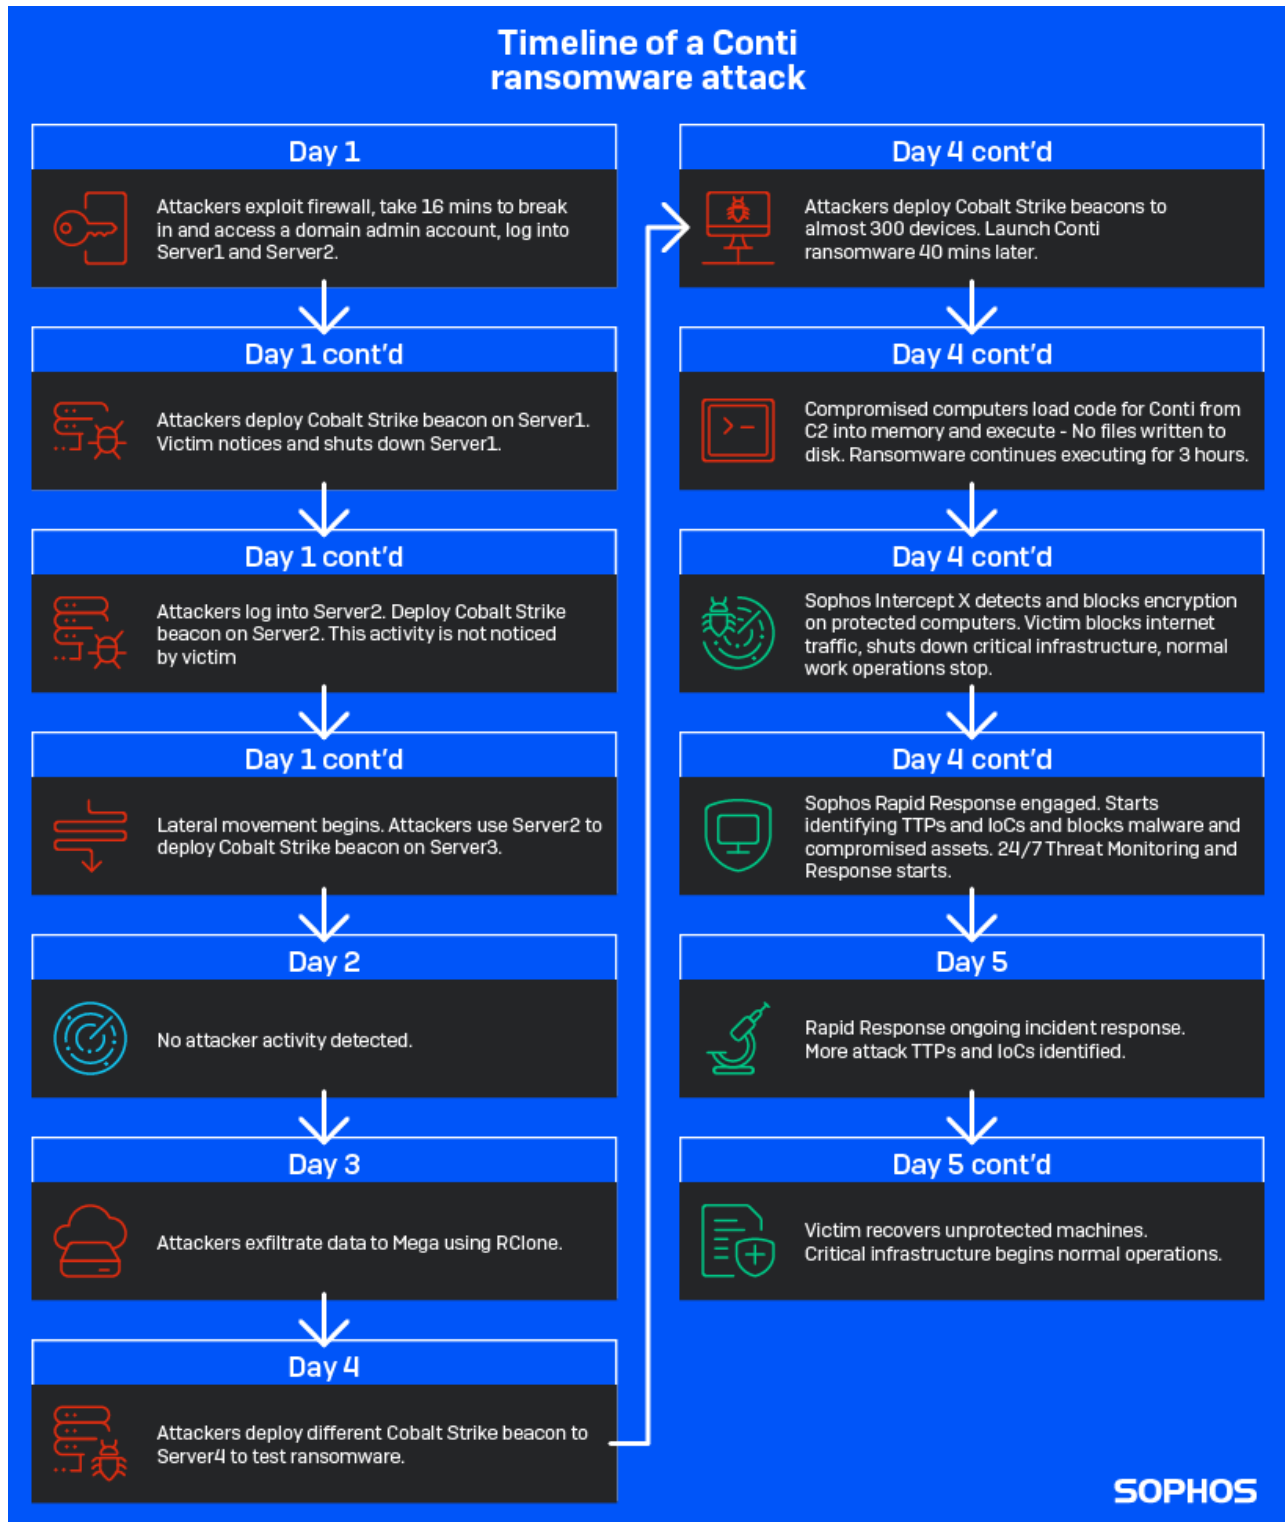 Timeline of a Conti
ransomware attack
Day 1
Attackers exploit firewall, take 16 mins to break
in and access a domain admin account, log into
Server1 and Server2.
Day 1 cont'd
Attackers deploy Cobalt Strike beacon on Server1.
Victim notices and shuts down Server1.
Day 1 cont'd
Attackers log into Server2. Deploy Cobalt Strike
beacon on Server2. This activity is not noticed
by victim
Day 1 cont'd
Lateral movement begins. Attackers use Server2 to
deploy Cobalt Strike beacon on Server3.
Day 2
No attacker activity detected.
Day 3
Attackers exfiltrate data to Mega using RClone.
Day 4
Attackers deploy different Cobalt Strike beacon to
Server4 to test ransomware.
Day 4 cont'd
Attackers deploy Cobalt Strike beacons to
almost 300 devices. Launch Conti
ransomware 40 mins later.
Day 4 cont'd
Compromised computers load code for Conti from
C2 into memory and execute - No files written to
disk. Ransomware continues executing for 3 hours.
Day 4 cont'd
Sophos Intercept X detects and blocks encryption
on protected computers. Victim blocks internet
traffic, shuts down critical infrastructure, normal
work operations stop.
Day 4 cont'd
Sophos Rapid Response engaged. Starts
identifying TTPs and IoCs and blocks malware and
compromised assets. 24/7 Threat Monitoring and
Response starts.
Day 5
Rapid Response ongoing incident response.
More attack TTPs and IoCs identified.
Day 5 cont'd
Victim recovers unprotected machines.
Critical infrastructure begins normal operations.
SOPHOS